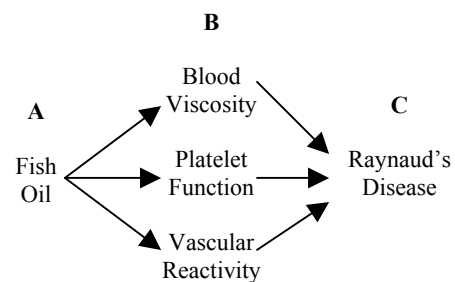 B
Blood
Viscosity
A
C
Fish
Oil
Platelet
Function
Raynaud's
Disease
Vascular
Reactivity